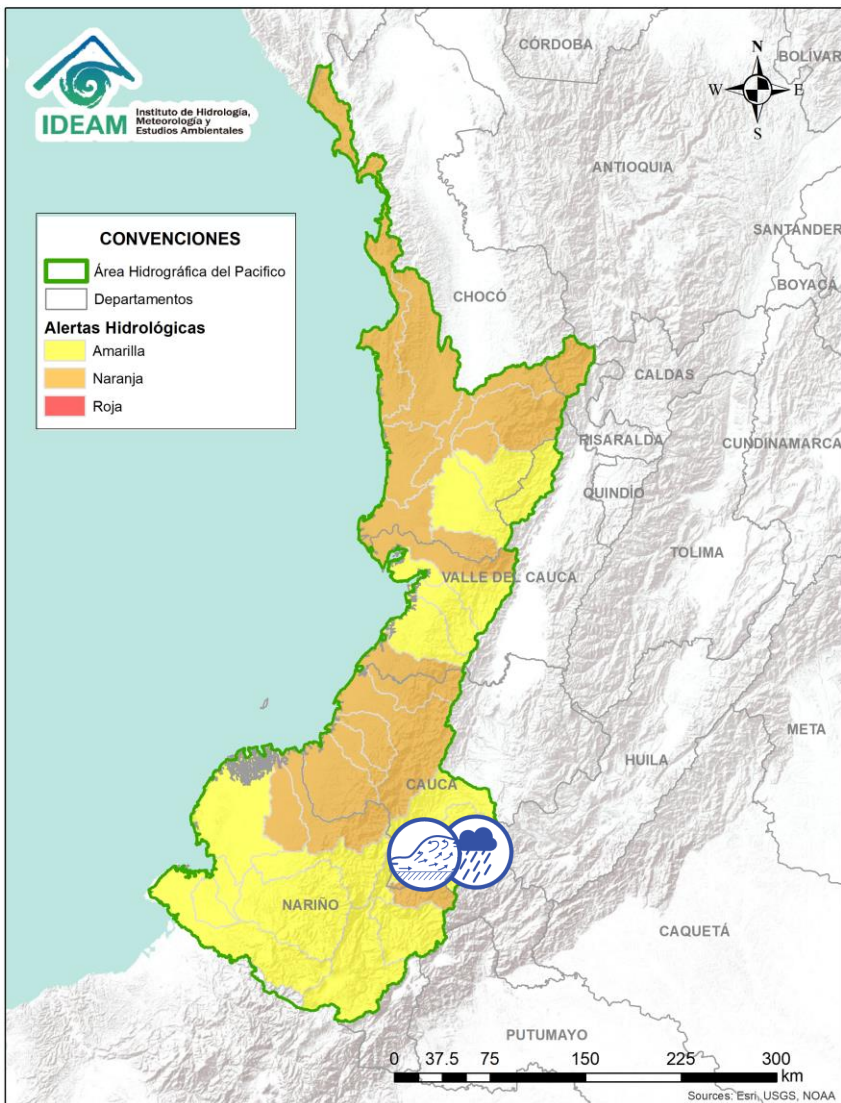 IDEAM
Instituto de Hidrología,
Meteorología y
Estudios Ambientales
N
W E
S
CÓRDOBA
BOLÍVAR
ANTIOQUIA
SANTANDER
BOYACÁ
CONVENCIONES
Área Hidrográfica del Pacifico
Departamentos
Alertas Hidrológicas
Amarilla
Naranja
Roja
CHOCÓ
CALDAS
RISARALDA
CUNDINAMARCA
QUINDÍO
TOLIMA
VALLE DEL CAUCA
META
HUILA
CAUCA
NARIÑO
CAQUETÁ
PUTUMAYO
0 37.5 75 150 225 300
km
Sources: Esri, USGS, NOAA